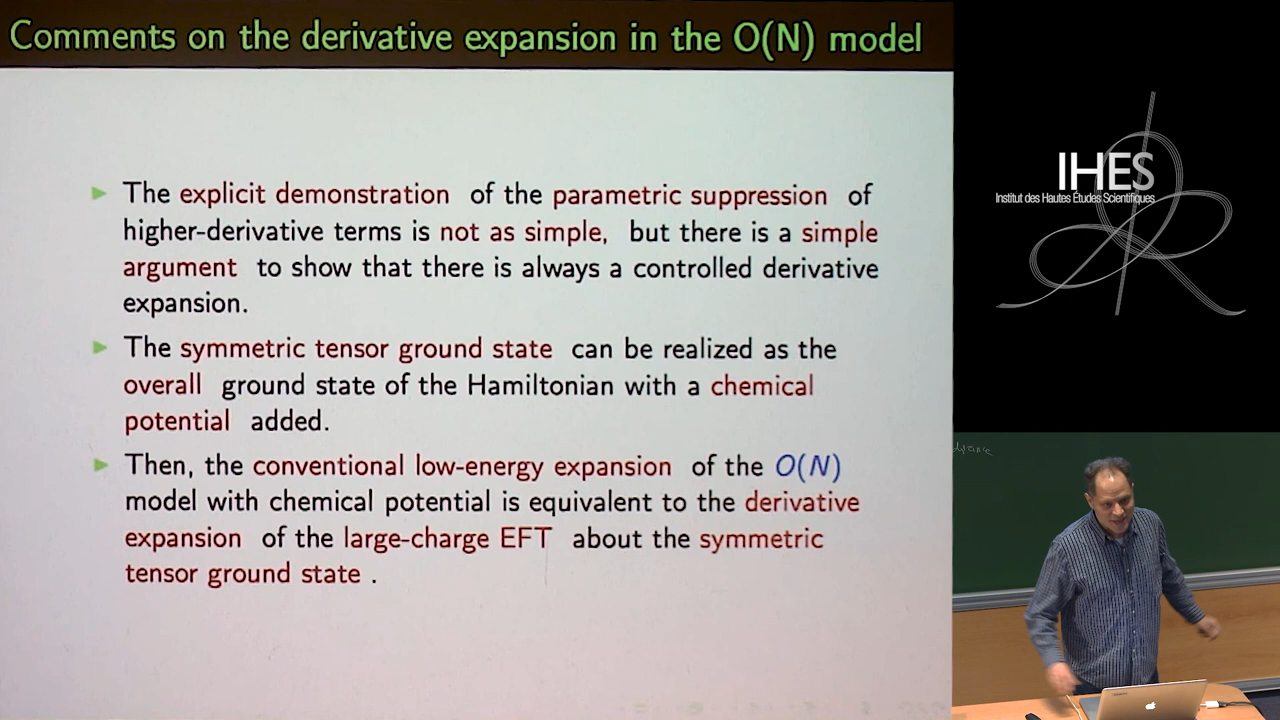 Comments on the derivative expansion in the O(N) model
The explicit demonstration of the parametric suppression of
higher-derivative terms is not as simple, but there is a simple
argument to show that there is always a controlled derivative
expansion.
The symmetric tensor ground state can be realized as the
overall ground state of the Hamiltonian with a chemical
potential added.
Then, the conventional low-energy expansion of the O(N)
model with chemical potential is equivalent to the derivative
expansion of the large-charge EFT about the symmetric
tensor ground state .
IHES
Institut des Hautes Études Scientifiques